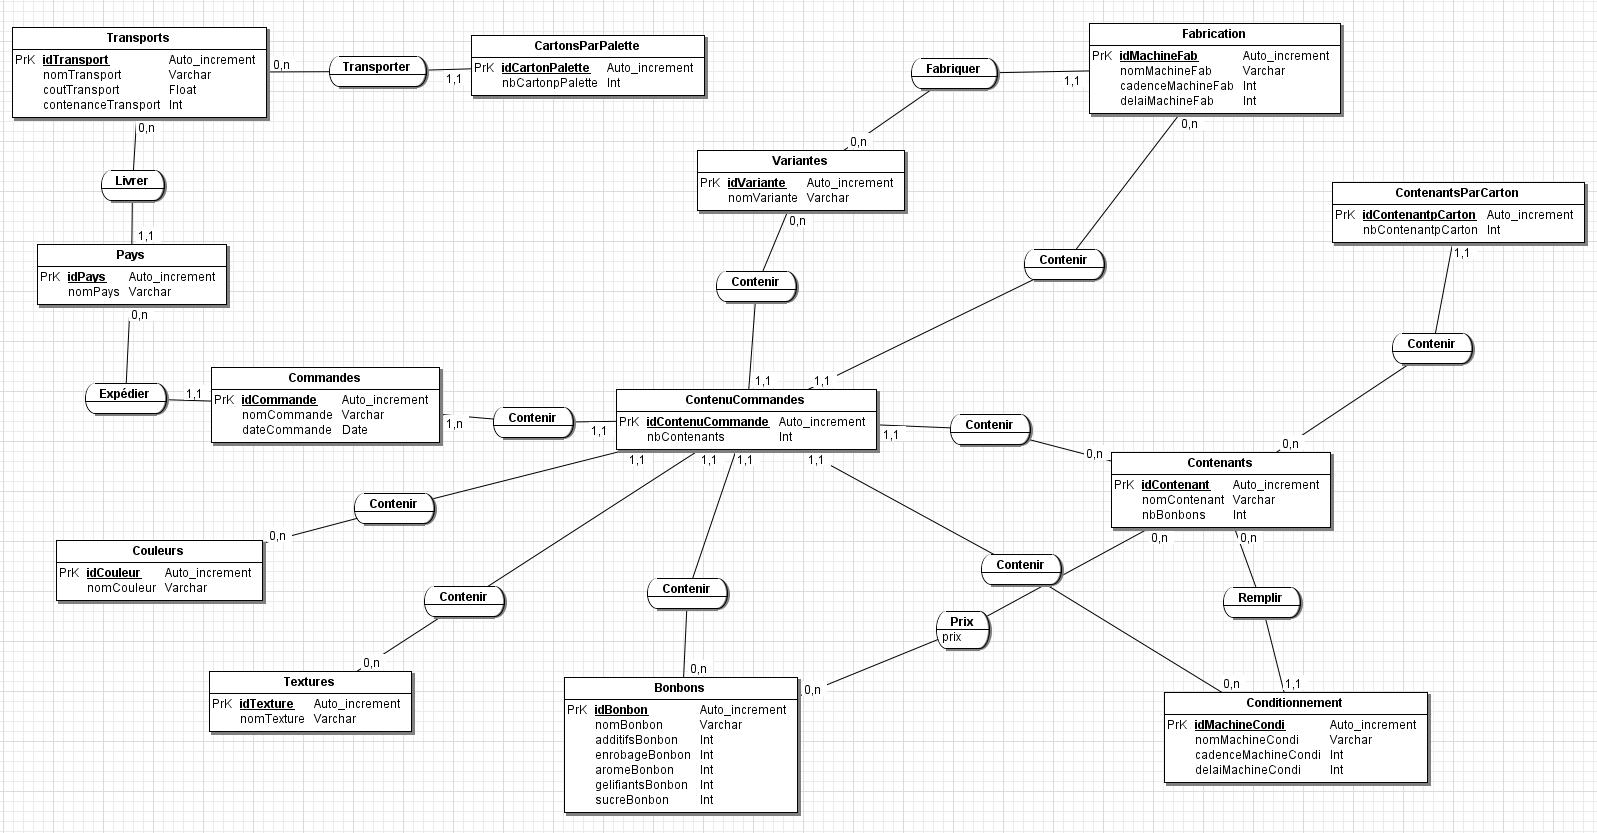 Transports
PrK idTransport Auto_increment
nomTransport Varchar
coutTransport Float
contenanceTransport Int
0,n
Transporter
1,1
CartonsParPalette
PrK idCartonPalette Auto_increment
nbCartonpPalette Int
Fabrication
PrK idMachineFab Auto_increment
nomMachineFab Varchar
cadenceMachineFab Int
delaiMachineFab Int
Fabriquer
1,1
0,n
0,n
0,n
Livrer
1,1
Variantes
PrK idVariante Auto_increment
nomVariante Varchar
0,n
ContenantsParCarton
PrK idContenantpCarton Auto_increment
nbContenantpCarton Int
1,1
Pays
PrK idPays Auto_increment
nomPays Varchar
0,n
Contenir
Contenir
Contenir
Expédier
1,1
Commandes
PrK idCommande Auto_increment
nomCommande Varchar
dateCommande Date
1,n
Contenir
1,1
1,1
1,1
ContenuCommandes
PrK idContenuCommande Auto_increment
nbContenants Int
1,1
Contenir
0,n
0,n
1,1
1,1
1,1
1,1
Contenants
PrK idContenant Auto_increment
nomContenant Varchar
nbBonbons Int
0,n
0,n
Contenir
0,n
Couleurs
PrK idCouleur Auto_increment
nomCouleur Varchar
Contenir
Contenir
Contenir
Remplir
Prix
prix
0,n
0,n
0,n
0,n
1,1
Textures
PrK idTexture Auto_increment
nomTexture Varchar
Bonbons
PrK idBonbon Auto_increment
nomBonbon Varchar
additifsBonbon Int
enrobageBonbon Int
aromeBonbon Int
gelifiantsBonbon Int
sucreBonbon Int
Conditionnement
PrK idMachineCondi Auto_increment
nomMachineCondi Varchar
cadenceMachineCondi Int
delaiMachineCondi Int